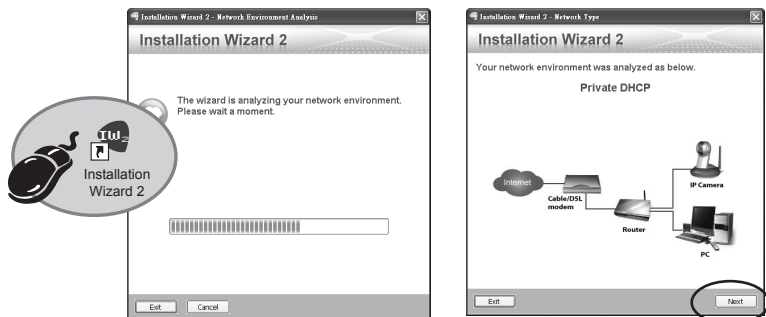 Installation Wizard 2 - Network Environment Analysis
Installation Wizard 2
The wizard is analyzing your network environment.
Please wait a moment.
IW2
Installation
Wizard 2
Exit
Cancel
Installation Wizard 2 - Network Type
Installation Wizard 2
Your network environment was analyzed as below.
Private DHCP
Internet
Cable/DSL
modem
Router
IP Camera
PC
Exit
Next